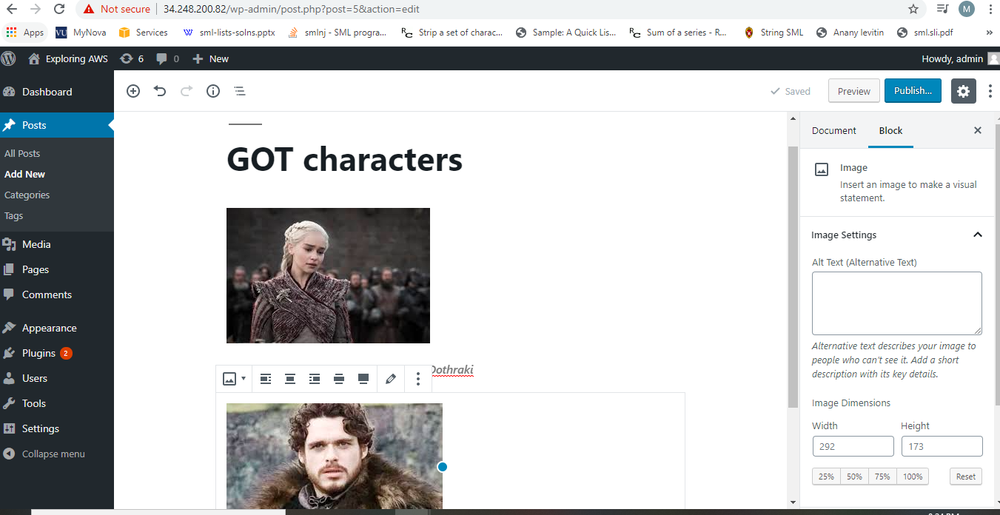 Not secure 34.248.200.82/wp-admin/post.php?post=5&action=edit M
Apps VU MyNova Services W sml-lists-solns.pptx smlnj - SML progra... Rc Strip a set of charac... Sample: A Quick Lis... Rc Sum of a series - R... String SML Anany levitin sml.sli.pdf »
Exploring AWS 6 0 New Howdy, admin
Dashboard
Posts
All Posts
Add New
Categories
Tags
Media
Pages
Comments
Appearance
Plugins 2
Users
Tools
Settings
Collapse menu
Saved Preview Publish...
GOT characters
Dothraki
Document Block
Image
Insert an image to make a visual
statement.
Image Settings
Alt Text (Alternative Text)
Alternative text describes your image to
people who can't see it. Add a short
description with its key details.
Image Dimensions
Width Height
292 173
25% 50% 75% 100% Reset